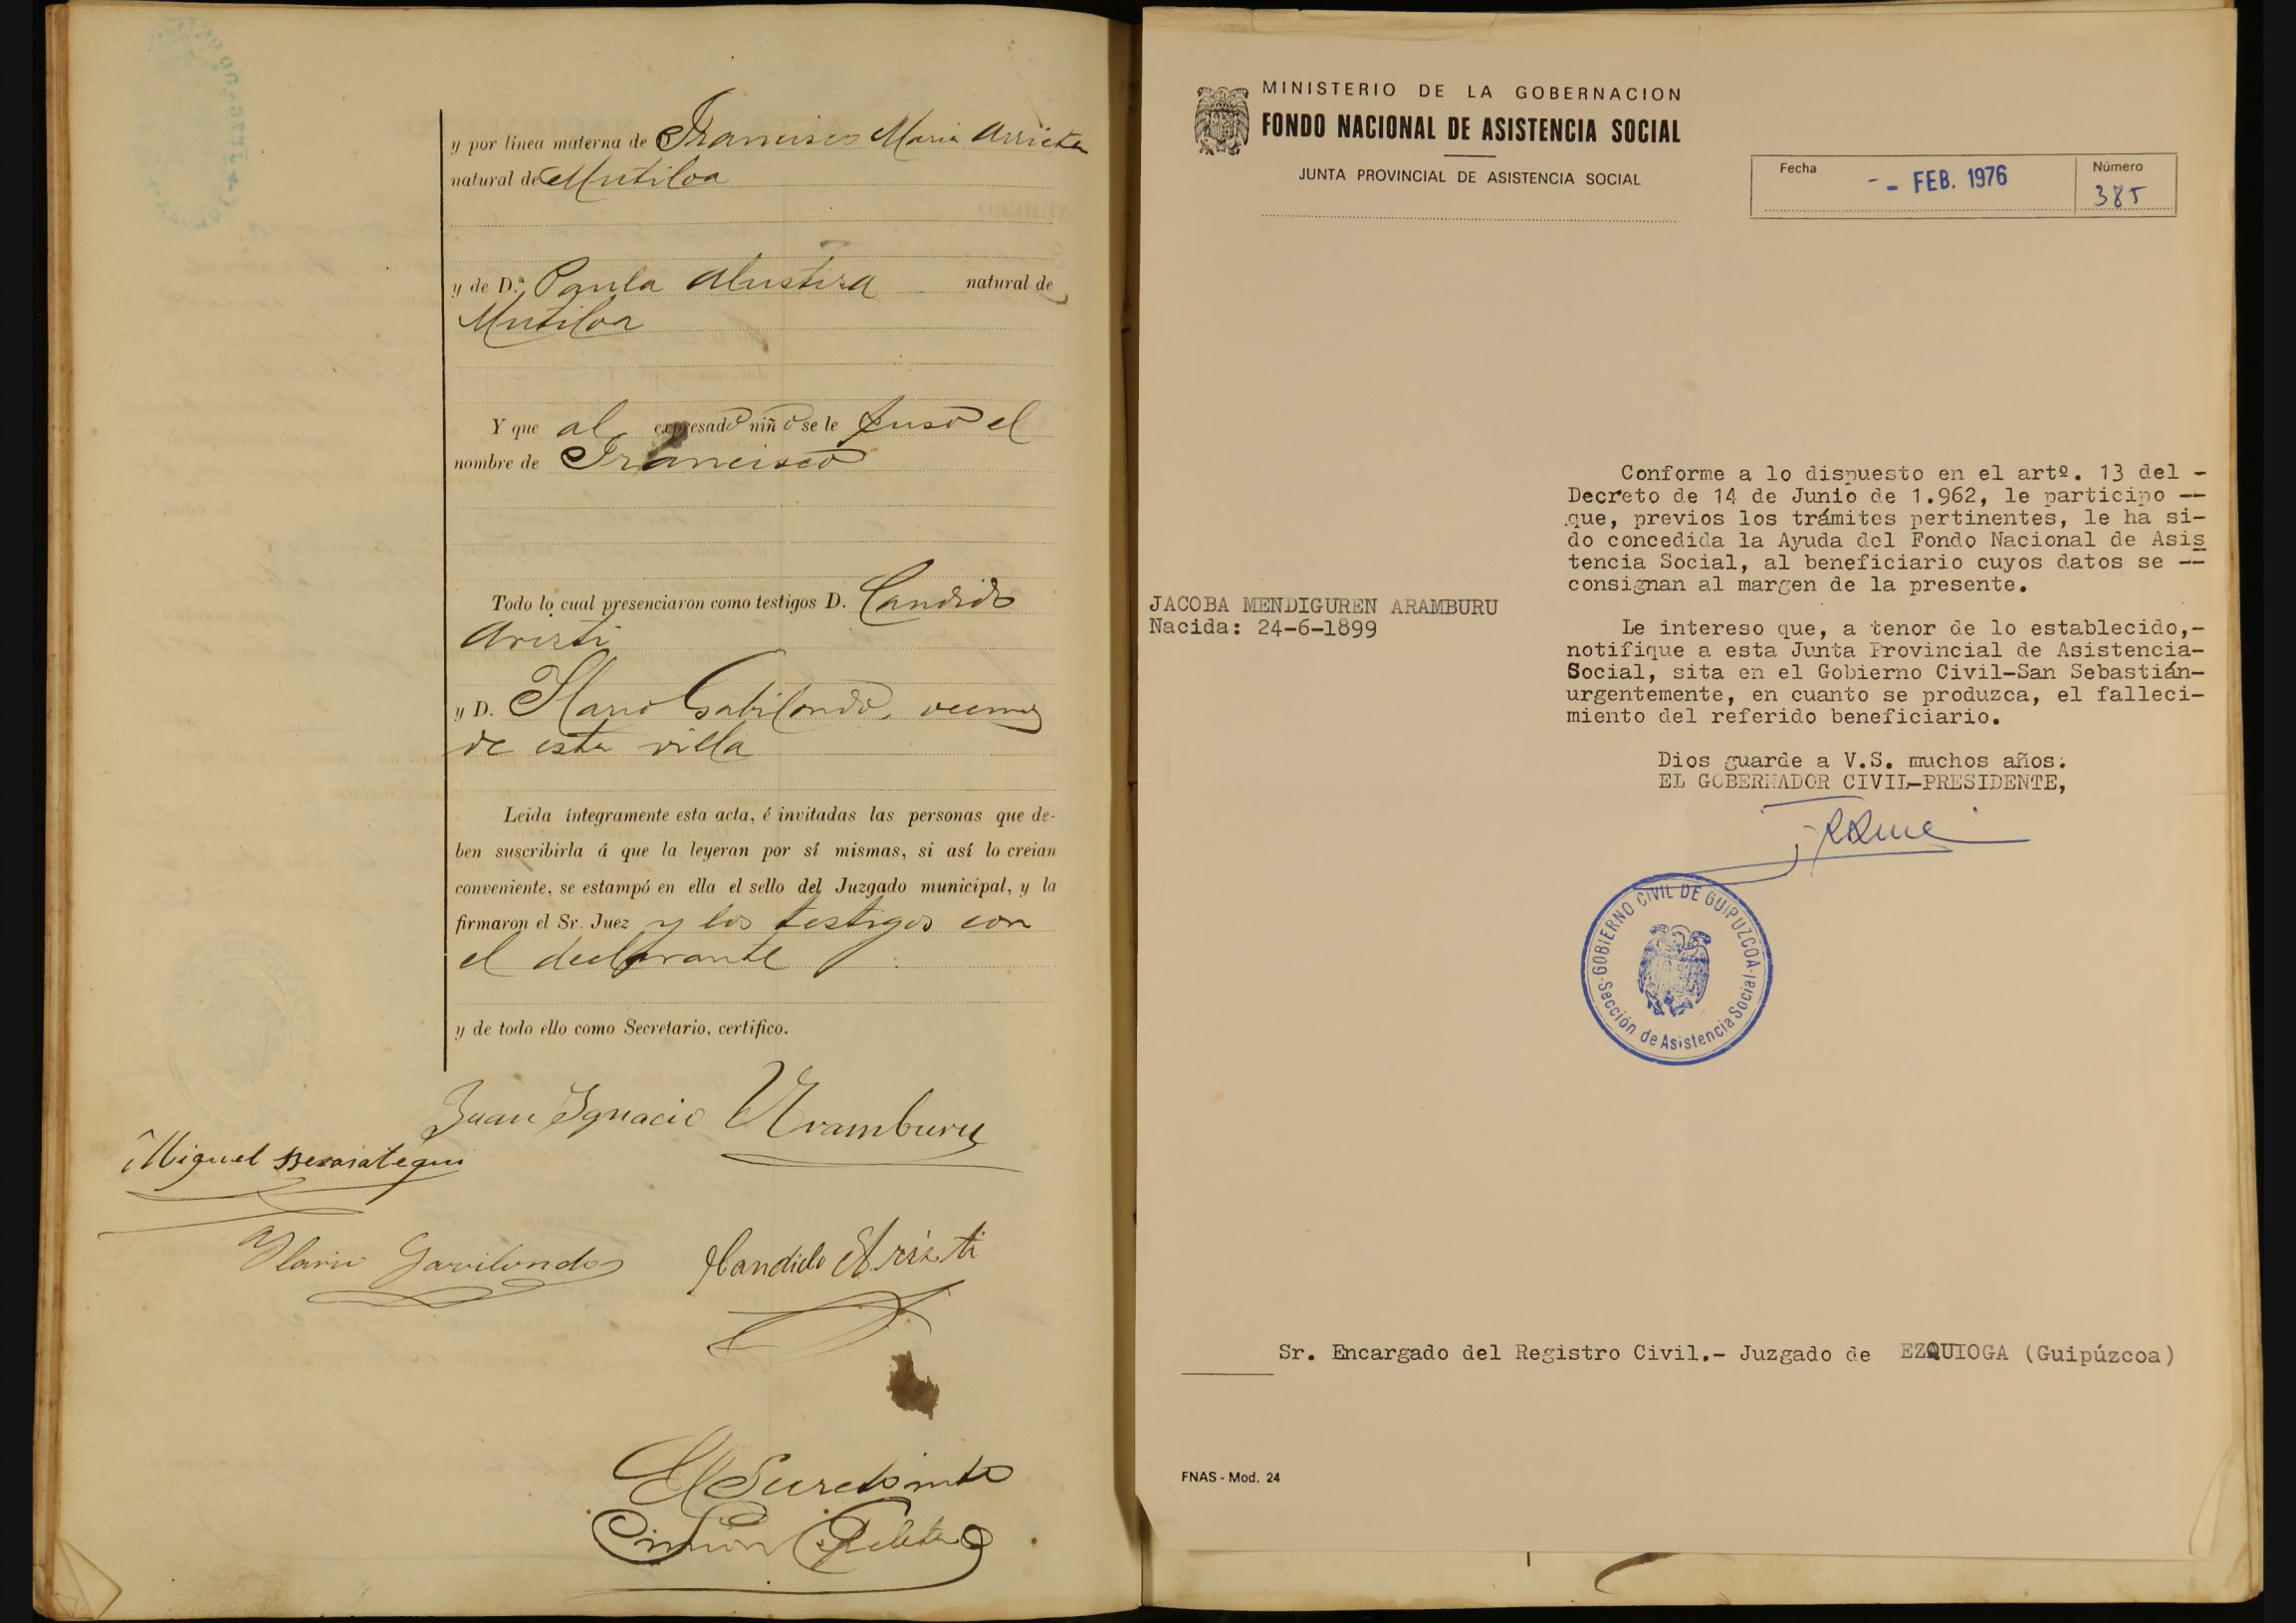 y por línea materna de Francisco Maria Arrieta
natural de Mutiloa
y de D.ª Paula Alustiza natural de
Mutiloa
Y que al expresado niño se le puso el
nombre de Francisco
Todo lo cual presenciaron como testigos D. Candido
Arizti
y D. Ilario Gabilondo, vecinos
de esta villa
Leida íntegramente esta acta, é invitadas las personas que de-
ben suscribirla á que la leyeran por sí mismas, si así lo creian
conveniente, se estampó en ella el sello del Juzgado municipal, y la
firmaron el Sr. Juez y los testigos con
el declarante
y de todo ello como Secretario, certifico.
Juan Ignacio Aramburu
Miguel Berasategui
Ylario Gavilondo
Candido Arizti
El Secretario
Simón
MINISTERIO DE LA GOBERNACION
FONDO NACIONAL DE ASISTENCIA SOCIAL
JUNTA PROVINCIAL DE ASISTENCIA SOCIAL
Fecha
- - FEB. 1976
Número
385
Conforme a lo dispuesto en el artº. 13 del -
Decreto de 14 de Junio de 1.962, le participo --
que, previos los trámites pertinentes, le ha si-
do concedida la Ayuda del Fondo Nacional de Asis
tencia Social, al beneficiario cuyos datos se --
consignan al margen de la presente.
JACOBA MENDIGUREN ARAMBURU
Nacida: 24-6-1899
Le intereso que, a tenor de lo establecido,-
notifique a esta Junta Provincial de Asistencia-
Social, sita en el Gobierno Civil-San Sebastián-
urgentemente, en cuanto se produzca, el falleci-
miento del referido beneficiario.
Dios guarde a V.S. muchos años.
EL GOBERNADOR CIVIL-PRESIDENTE,
GOBIERNO CIVIL DE GUIPUZCOA
Sección de Asistencia Social
Sr. Encargado del Registro Civil.- Juzgado de EZQUIOGA (Guipúzcoa)
FNAS - Mod. 24